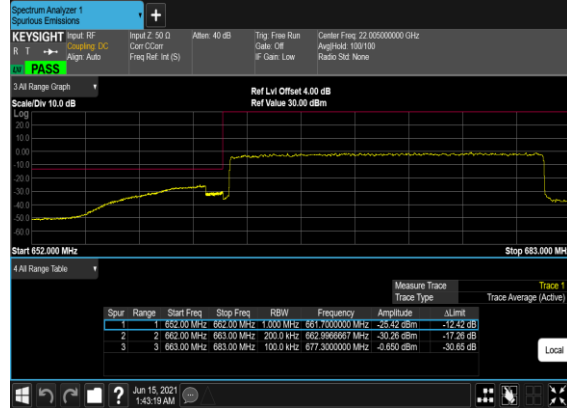 Spectrum Analyzer 1
Spurious Emissions
KEYSIGHT Input: RF Input Z: 50 Ω Atten: 40 dB Trig: Free Run Center Freq: 22.005000000 GHz
R T Coupling: DC Corr CCorr Gate: Off Avg|Hold: 100/100
Align: Auto Freq Ref: Int (S) IF Gain: Low Radio Std: None
PASS
3 All Range Graph
Ref Lvl Offset 4.00 dB
Scale/Div 10.0 dB Ref Value 30.00 dBm
Log
20.0
10.0
0.00
-10.0
-20.0
-30.0
-40.0
-50.0
-60.0
Start 652.000 MHz Stop 683.000 MH
4 All Range Table
Measure Trace Trace 1
Trace Type Trace Average (Active)
Spur Range Start Freq Stop Freq RBW Frequency Amplitude ΔLimit
1 1 652.00 MHz 662.00 MHz 1.000 MHz 661.7000000 MHz -25.42 dBm -12.42 dB
2 2 662.00 MHz 663.00 MHz 200.0 kHz 662.9966667 MHz -30.26 dBm -17.26 dB
3 3 663.00 MHz 683.00 MHz 100.0 kHz 677.3000000 MHz -0.650 dBm -30.65 dB
Local
?
Jun 15, 2021
1:43:19 AM